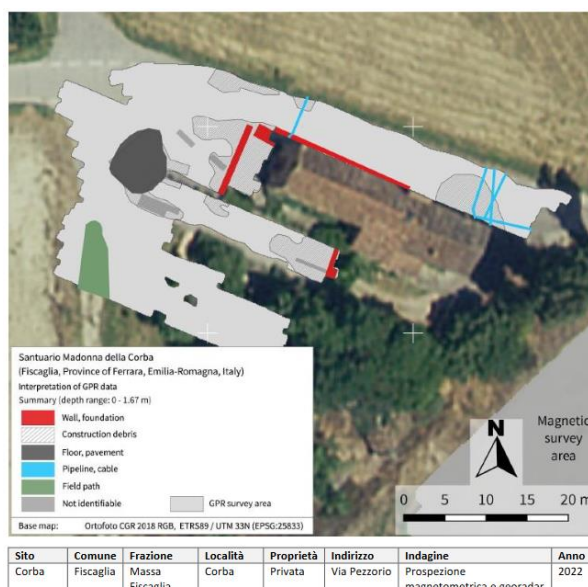 Magnetic
survey
area
N
0 5 10 15 20 m
Santuario Madonna della Corba
(Fiscaglia, Province of Ferrara, Emilia-Romagna, Italy)
Interpretation of GPR data
Summary (depth range: 0 - 1.67 m)
Wall, foundation
Construction debris
Floor, pavement
Pipeline, cable
Field path
Not identifiable GPR survey area
Base map: Ortofoto CGR 2018 RGB, ETRS89 / UTM 33N (EPSG:25833)
Sito Comune Frazione Località Proprietà Indirizzo Indagine Anno
Corba Fiscaglia Massa Corba Privata Via Pezzorio Prospezione 2022
Fiscaglia magnetometrica e georadar